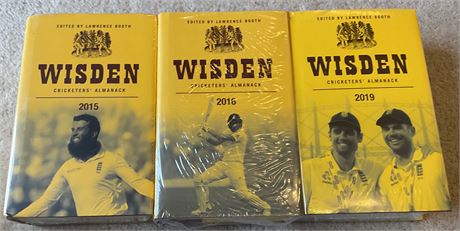 EDITED BY LAWRENCE BOOTH
WISDEN
CRICKETERS' ALMANACK
2015
EDITED BY LAWRENCE BOOTH
WISDEN
CRICKETERS' ALMANACK
2016
EDITED BY LAWRENCE BOOTH
WISDEN
CRICKETERS' ALMANACK
2019